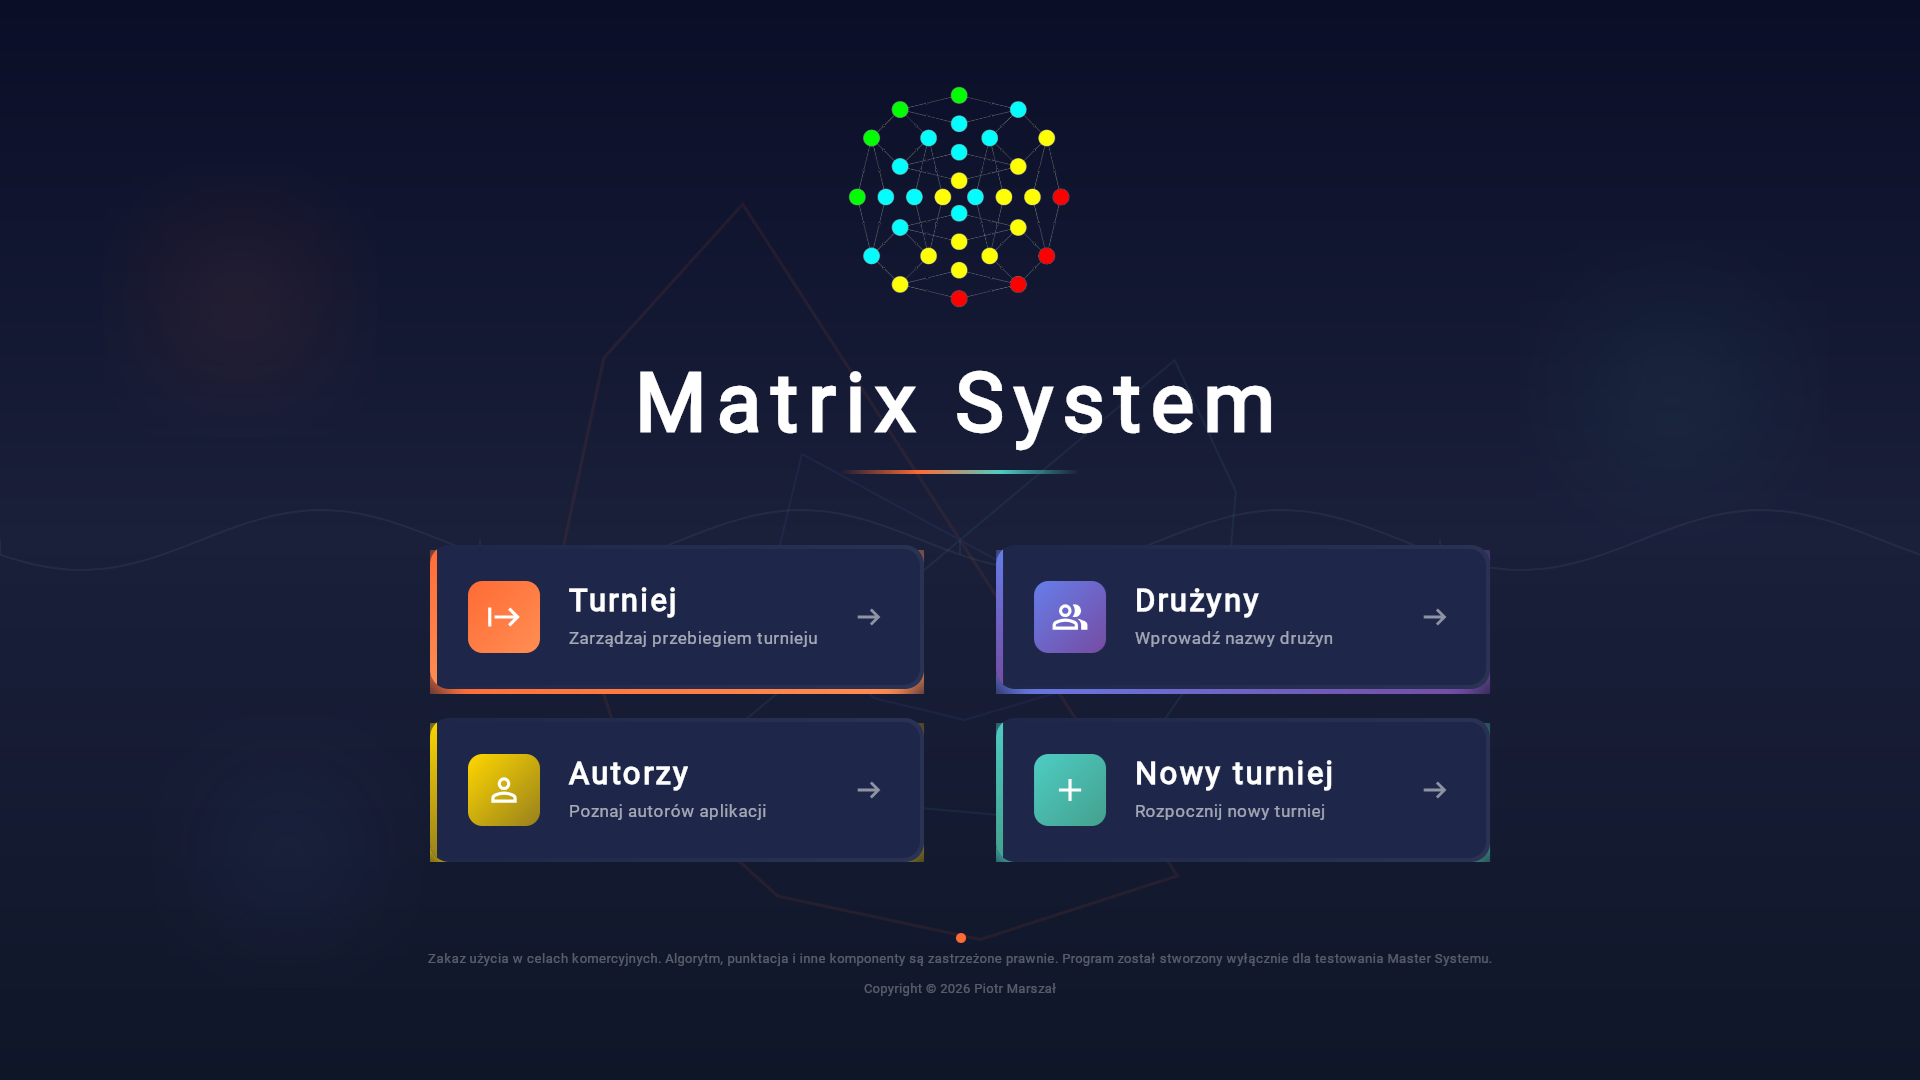 Matrix System
Turniej
Zarządzaj przebiegiem turnieju
Drużyny
Wprowadź nazwy drużyn
Autorzy
Poznaj autorów aplikacji
Nowy turniej
Rozpocznij nowy turniej
Zakaz użycia w celach komercyjnych. Algorytm, punktacja i inne komponenty są zastrzeżone prawnie. Program został stworzony wyłącznie dla testowania Master Systemu.
Copyright © 2026 Piotr Marszał